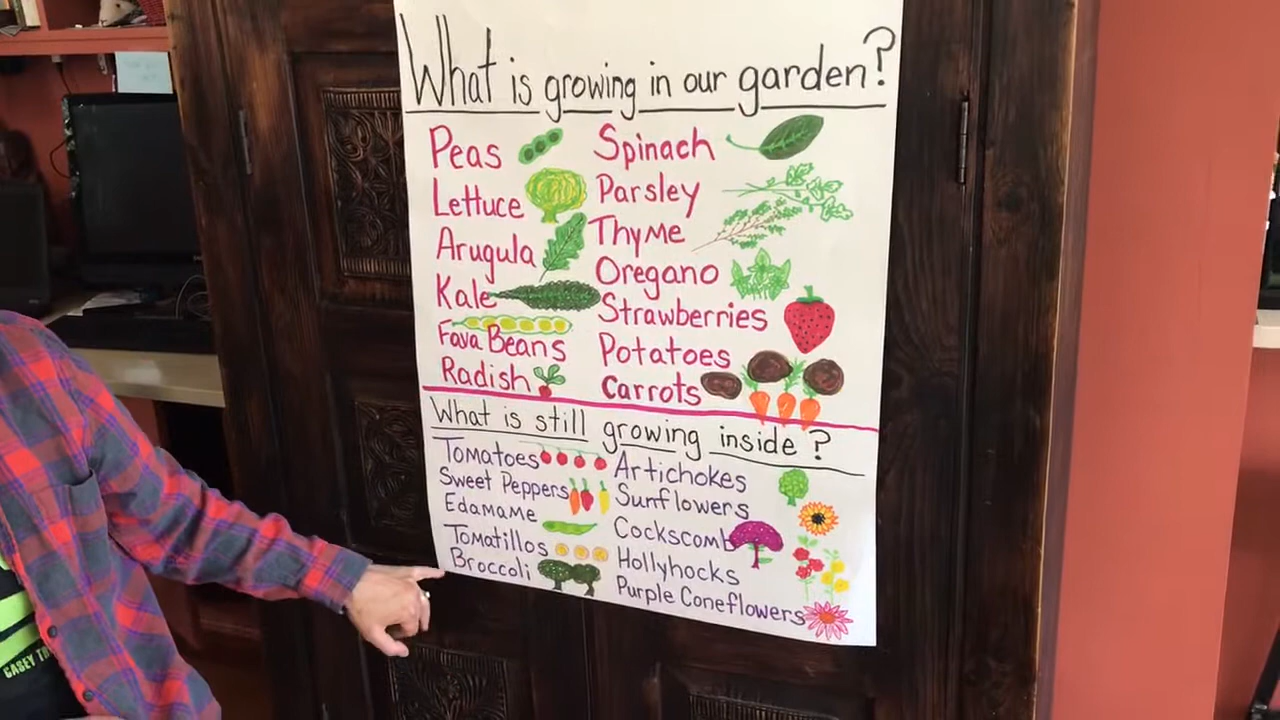 What is growing in our garden?
Peas
Lettuce
Arugula
Kale
Fava Beans
Radish
Spinach
Parsley
Thyme
Oregano
Strawberries
Potatoes
Carrots
What is still growing inside?
Tomatoes
Sweet Peppers
Edamame
Tomatillos
Broccoli
Artichokes
Sunflowers
Cockscomb
Hollyhocks
Purple Coneflowers
CASEY